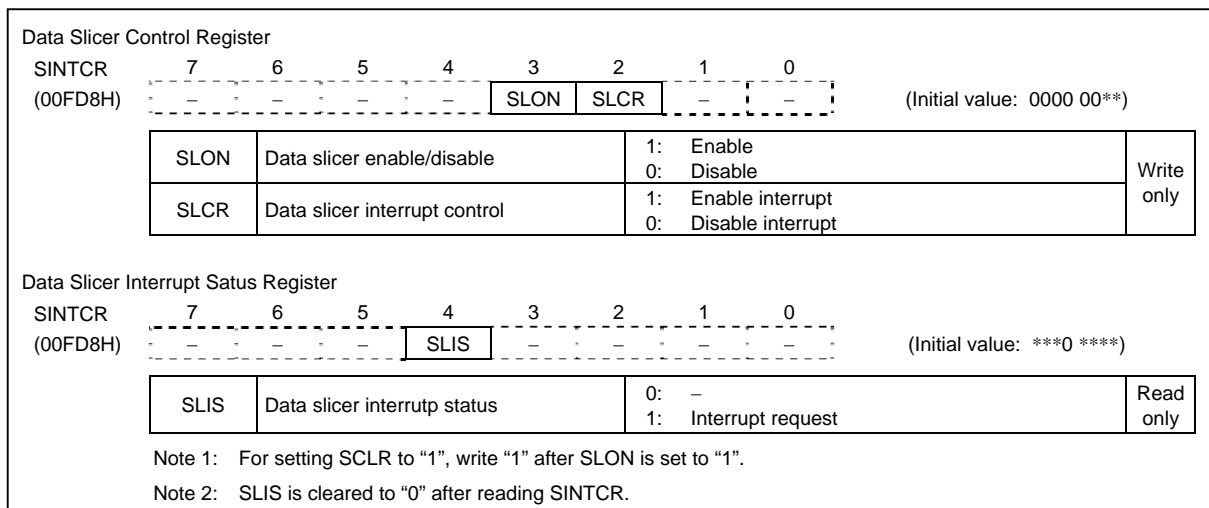 Data Slicer Control Register
SINTCR 7 6 5 4 3 2 1 0
(00FD8H) – – – – SLON SLCR – – (Initial value: 0000 00**)
SLON Data slicer enable/disable 1: Enable
0: Disable
Write only
SLCR Data slicer interrupt control 1: Enable interrupt
0: Disable interrupt
Data Slicer Interrupt Satus Register
SINTCR 7 6 5 4 3 2 1 0
(00FD8H) – – – SLIS – – – – (Initial value: ***0 ****)
SLIS Data slicer interrutp status 0: –
1: Interrupt request
Read only
Note 1: For setting SCLR to “1”, write “1” after SLON is set to “1”.
Note 2: SLIS is cleared to “0” after reading SINTCR.